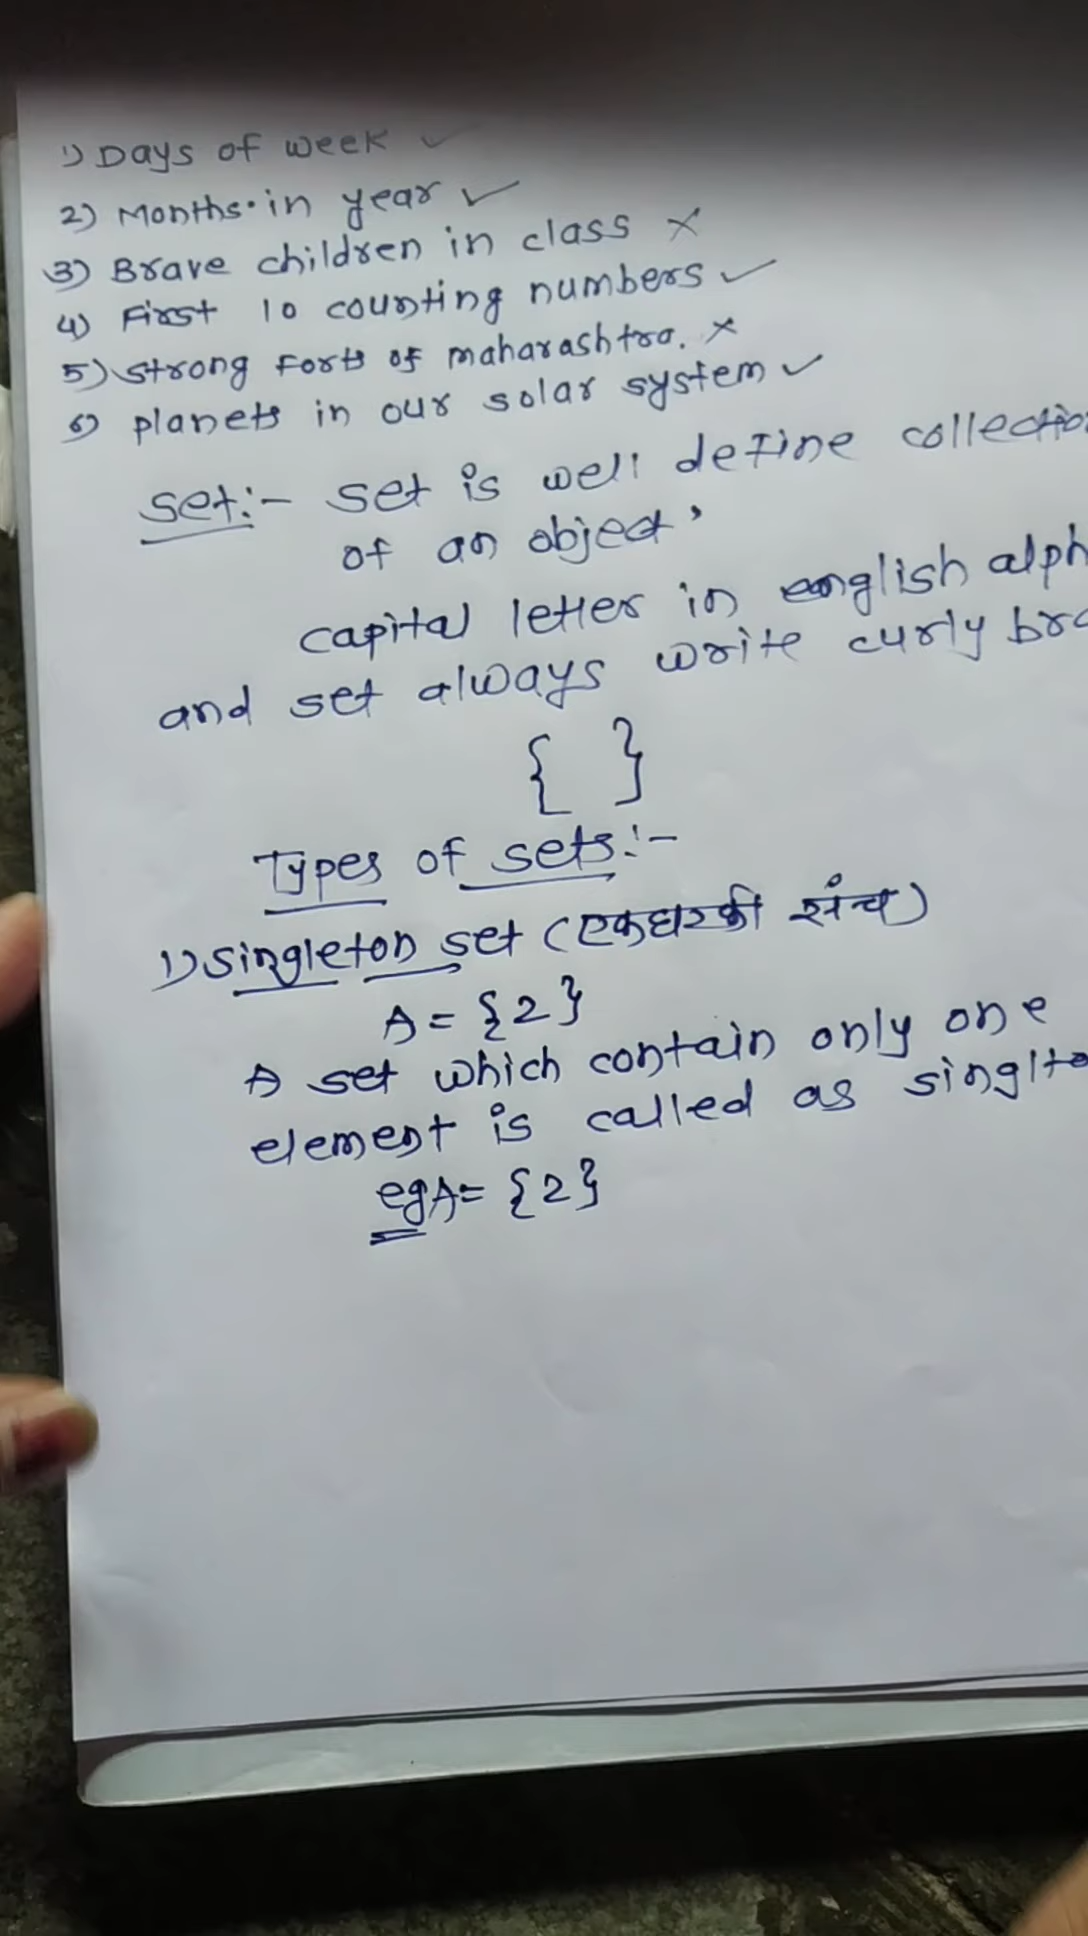 1) Days of week ✓
2) Months in year ✓
3) Brave children in class ×
4) First 10 counting numbers ✓
5) strong forts of maharashtra. ×
6) planets in our solar system ✓
set:- set is well define
of an object’
capital letter in english
and set always write curly
{ }
Types of sets:-
1) singleton set (एकघटकी संच)
A = {2}
A set which contain only one
element is called as
eg A= {2}